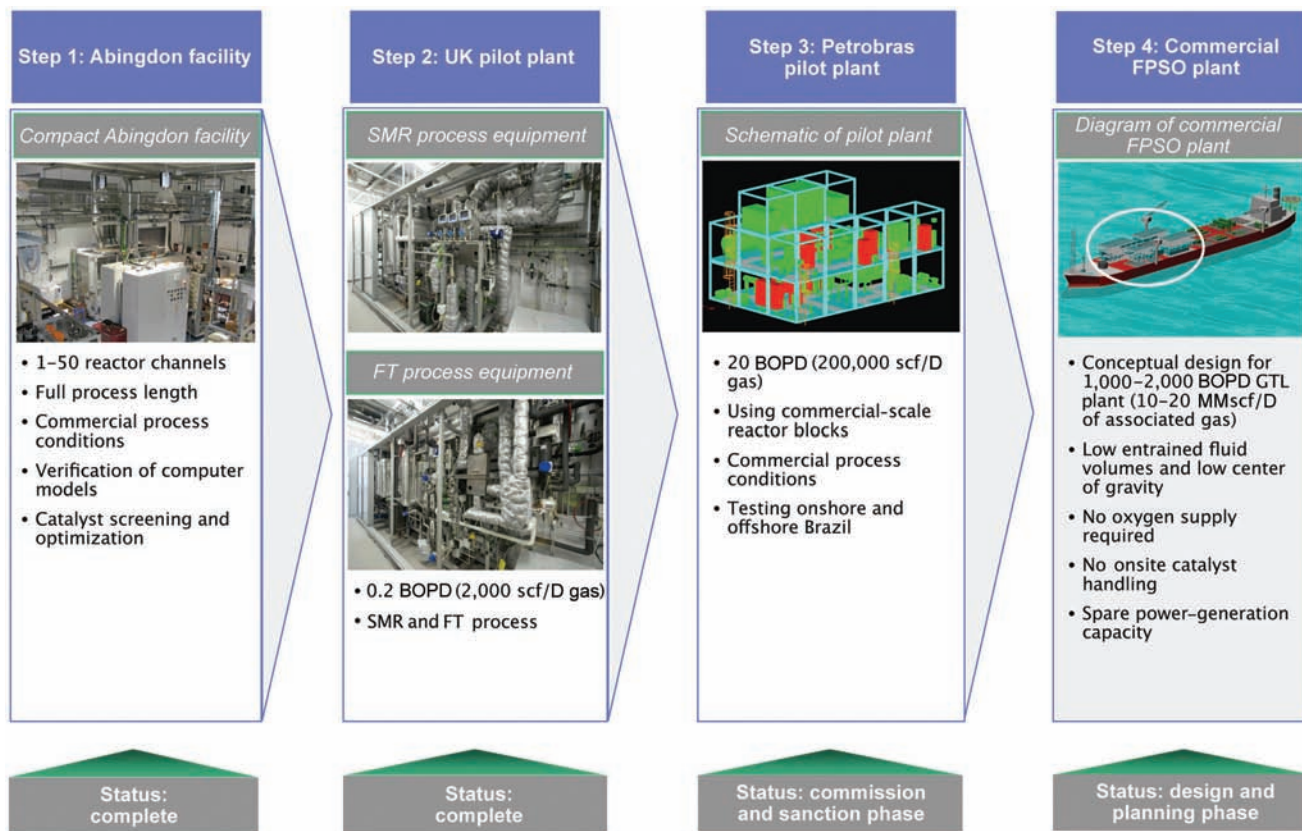 Step 1: Abingdon facility
Compact Abingdon facility
• 1–50 reactor channels
• Full process length
• Commercial process
conditions
• Verification of computer
models
• Catalyst screening and
optimization
Status:
complete
Step 2: UK pilot plant
SMR process equipment
FT process equipment
• 0.2 BOPD (2,000 scf/D gas)
• SMR and FT process
Status:
complete
Step 3: Petrobras
pilot plant
Schematic of pilot plant
• 20 BOPD (200,000 scf/D
gas)
• Using commercial-scale
reactor blocks
• Commercial process
conditions
• Testing onshore and
offshore Brazil
Status: commission
and sanction phase
Step 4: Commercial
FPSO plant
Diagram of commercial
FPSO plant
• Conceptual design for
1,000–2,000 BOPD GTL
plant (10–20 MMscf/D
of associated gas)
• Low entrained fluid
volumes and low center
of gravity
• No oxygen supply
required
• No onsite catalyst
handling
• Spare power-generation
capacity
Status: design and
planning phase